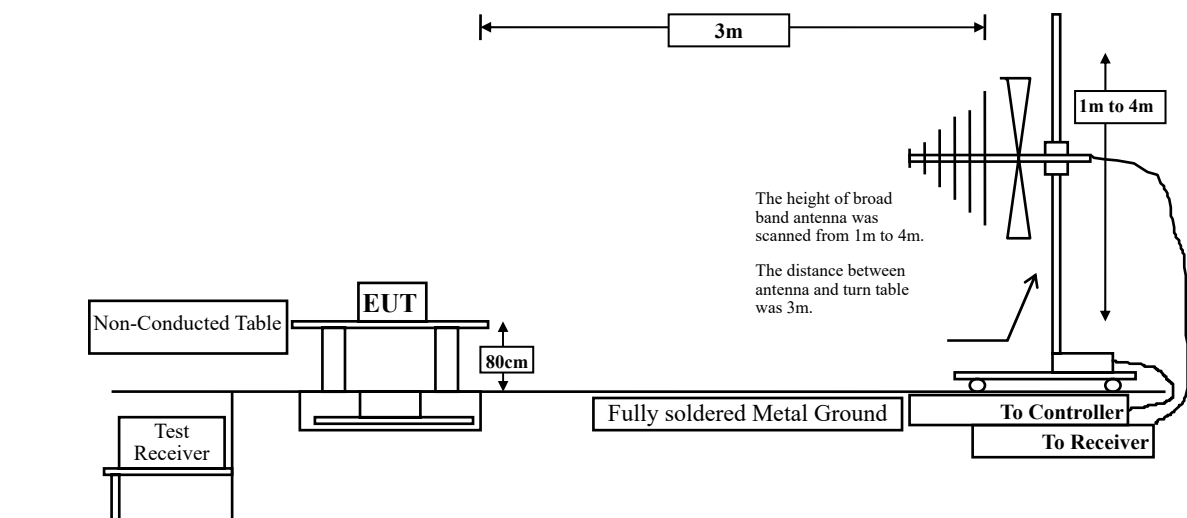 3m
1m to 4m
The height of broad
band antenna was
scanned from 1m to 4m.
The distance between
antenna and turn table
was 3m.
EUT
Non-Conducted Table
80cm
Fully soldered Metal Ground
To Controller
To Receiver
Test
Receiver